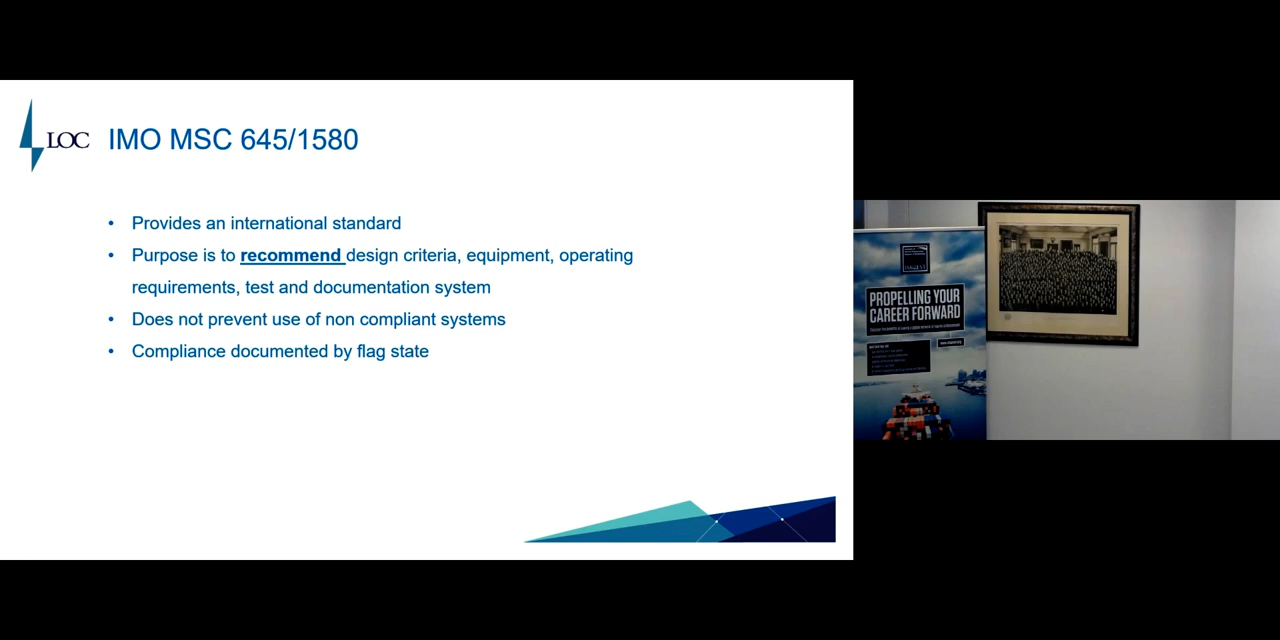 LOC
IMO MSC 645/1580
• Provides an international standard
• Purpose is to recommend design criteria, equipment, operating
requirements, test and documentation system
• Does not prevent use of non compliant systems
• Compliance documented by flag state
PROPELLING YOUR
CAREER FORWARD